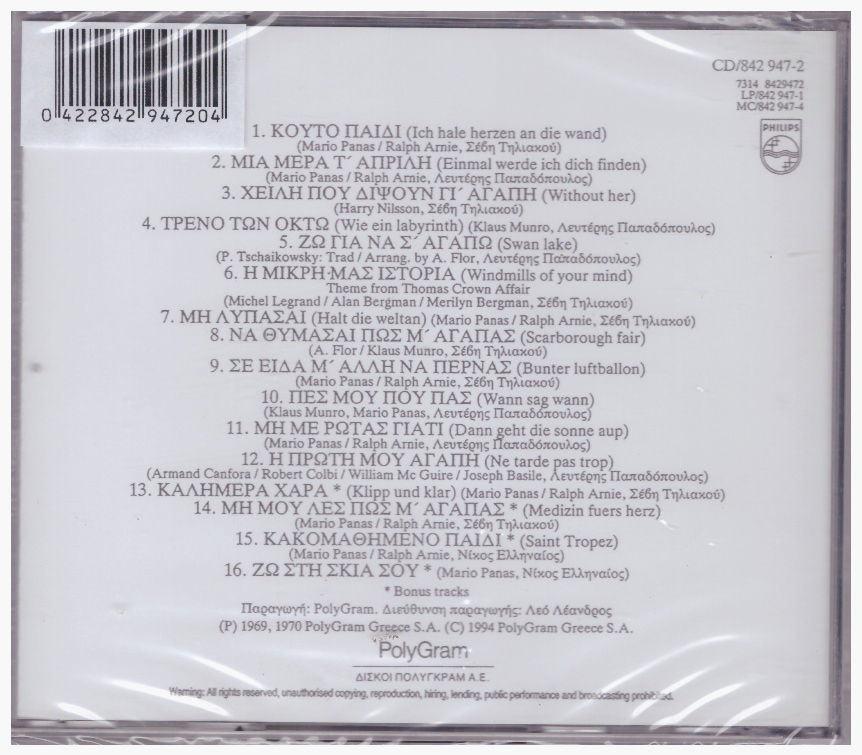 0 422842 947204
CD/842 947-2
7314 8429472
LP/842 947-1
MC/842 947-4
PHILIPS
1. ΚΟΥΤΟ ΠΑΙΔΙ (Ich hale herzen an die wand)
(Mario Panas / Ralph Arnie, Σέβη Τηλιακού)
2. ΜΙΑ ΜΕΡΑ Τ΄ ΑΠΡΙΛΗ (Einmal werde ich dich finden)
(Mario Panas / Ralph Arnie, Λευτέρης Παπαδόπουλος)
3. ΧΕΙΛΗ ΠΟΥ ΔΙΨΟΥΝ ΓΙ΄ ΑΓΑΠΗ (Without her)
(Harry Nilsson, Σέβη Τηλιακού)
4. ΤΡΕΝΟ ΤΩΝ ΟΚΤΩ (Wie ein labyrinth) (Klaus Munro, Λευτέρης Παπαδόπουλος)
5. ΖΩ ΓΙΑ ΝΑ Σ΄ ΑΓΑΠΩ (Swan lake)
(P. Tschaikowsky: Trad / Arrang. by A. Flor, Λευτέρης Παπαδόπουλος)
6. Η ΜΙΚΡΗ ΜΑΣ ΙΣΤΟΡΙΑ (Windmills of your mind)
Theme from Thomas Crown Affair
(Michel Legrand / Alan Bergman / Merilyn Bergman, Σέβη Τηλιακού)
7. ΜΗ ΛΥΠΑΣΑΙ (Halt die weltan) (Mario Panas / Ralph Arnie, Σέβη Τηλιακού)
8. ΝΑ ΘΥΜΑΣΑΙ ΠΩΣ Μ΄ ΑΓΑΠΑΣ (Scarborough fair)
(A. Flor / Klaus Munro, Σέβη Τηλιακού)
9. ΣΕ ΕΙΔΑ Μ΄ ΑΛΛΗ ΝΑ ΠΕΡΝΑΣ (Bunter luftballon)
(Mario Panas / Ralph Arnie, Σέβη Τηλιακού)
10. ΠΕΣ ΜΟΥ ΠΟΥ ΠΑΣ (Wann sag wann)
(Klaus Munro, Mario Panas, Λευτέρης Παπαδόπουλος)
11. ΜΗ ΜΕ ΡΩΤΑΣ ΓΙΑΤΙ (Dann geht die sonne aup)
(Mario Panas / Ralph Arnie, Λευτέρης Παπαδόπουλος)
12. Η ΠΡΩΤΗ ΜΟΥ ΑΓΑΠΗ (Ne tarde pas trop)
(Armand Canfora / Robert Colbi / William Mc Guire / Joseph Basile, Λευτέρης Παπαδόπουλος)
13. ΚΑΛΗΜΕΡΑ ΧΑΡΑ * (Klipp und klar) (Mario Panas / Ralph Arnie, Σέβη Τηλιακού)
14. ΜΗ ΜΟΥ ΛΕΣ ΠΩΣ Μ΄ ΑΓΑΠΑΣ * (Medizin fuers herz)
(Mario Panas / Ralph Arnie, Σέβη Τηλιακού)
15. ΚΑΚΟΜΑΘΗΜΕΝΟ ΠΑΙΔΙ * (Saint Tropez)
(Mario Panas / Ralph Arnie, Νίκος Ελληναίος)
16. ΖΩ ΣΤΗ ΣΚΙΑ ΣΟΥ * (Mario Panas, Νίκος Ελληναίος)
* Bonus tracks
Παραγωγή: PolyGram. Διεύθυνση παραγωγής: Λεό Λέανδρος
(P) 1969, 1970 PolyGram Greece S.A. (C) 1994 PolyGram Greece S.A.
PolyGram
ΔΙΣΚΟΙ ΠΟΛΥΓΚΡΑΜ Α.Ε.
Warning: All rights reserved, unauthorised copying, reproduction, hiring, lending, public performance and broadcasting prohibited.